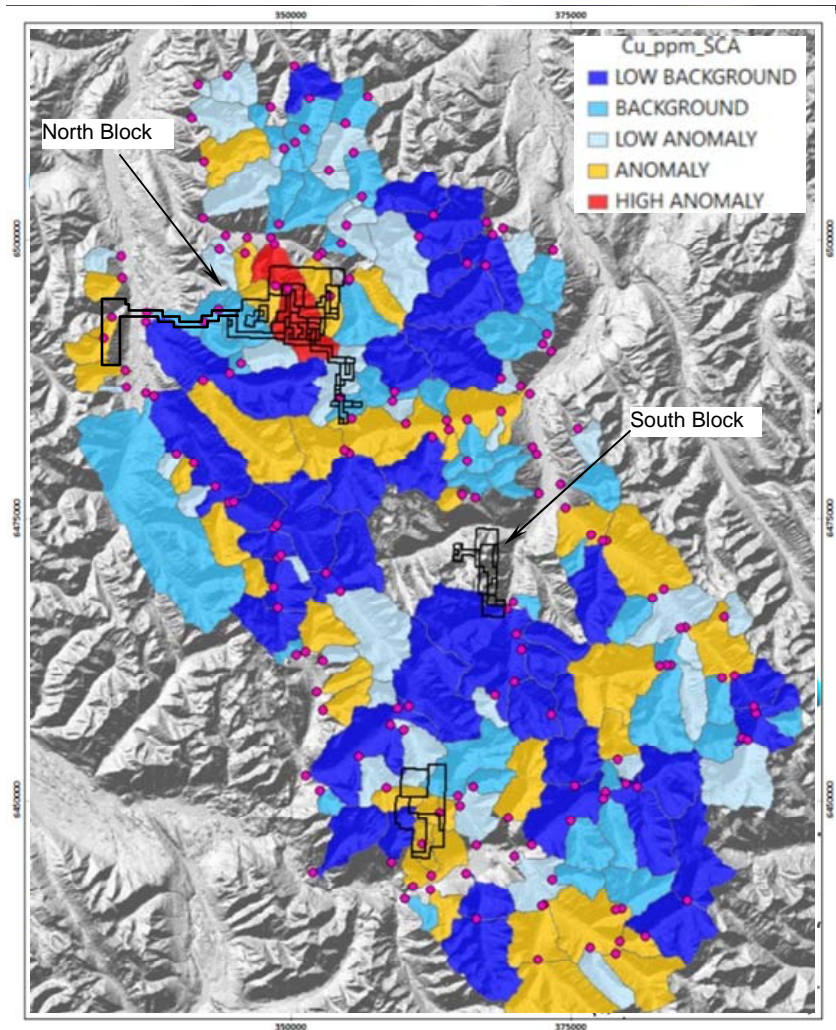 350000
375000
Cu_ppm_SCA
LOW BACKGROUND
BACKGROUND
LOW ANOMALY
ANOMALY
HIGH ANOMALY
North Block
6500000
6500000
South Block
6475000
6475000
6450000
6450000
350000
375000